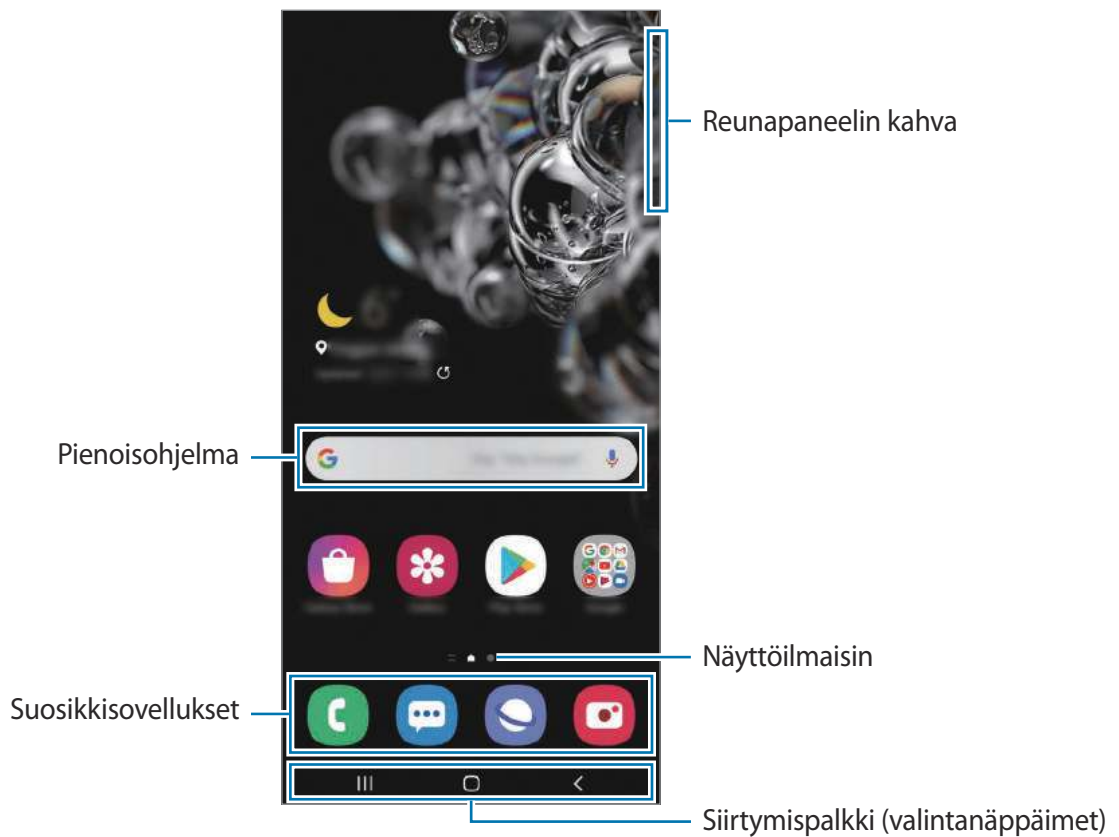 Reunapaneelin kahva
Pienoisohjelma
Näyttöilmaisin
Suosikkisovellukset
Siirtymispalkki (valintanäppäimet)